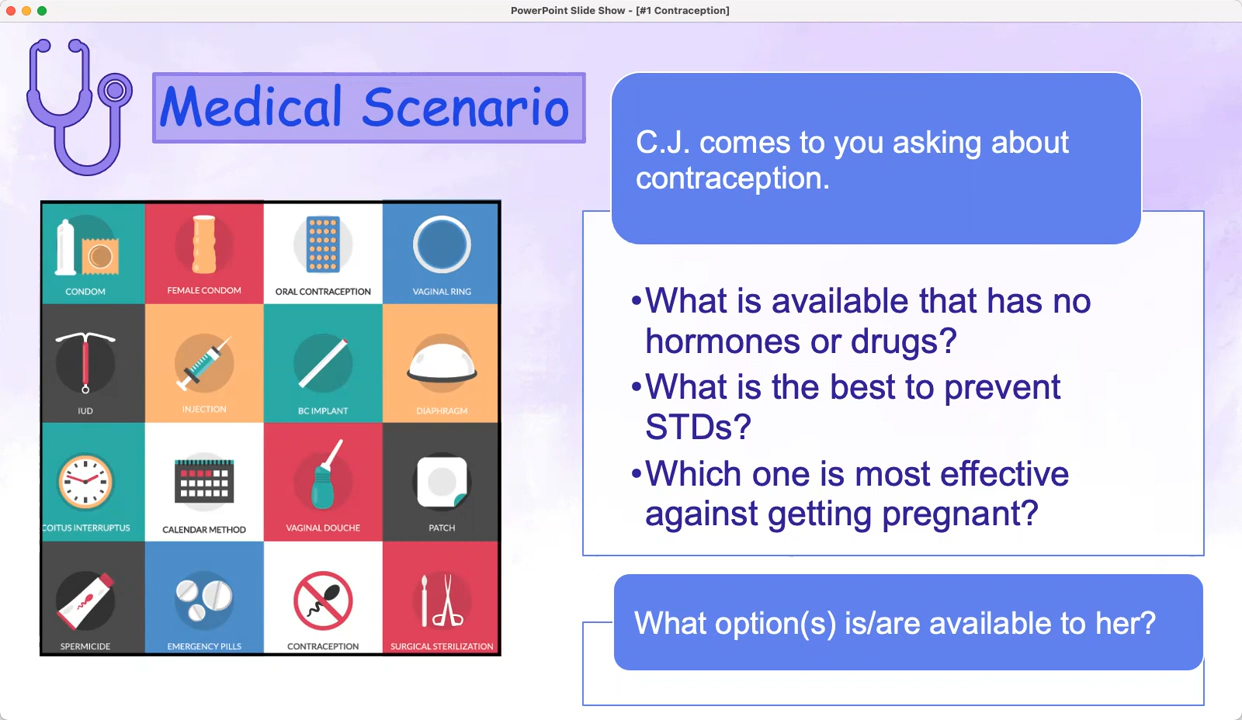 PowerPoint Slide Show - [#1 Contraception]
Medical Scenario
C.J. comes to you asking about
contraception.
•What is available that has no
hormones or drugs?
•What is the best to prevent
STDs?
•Which one is most effective
against getting pregnant?
What option(s) is/are available to her?
CONDOM
FEMALE CONDOM
ORAL CONTRACEPTION
VAGINAL RING
IUD
INJECTION
BC IMPLANT
DIAPHRAGM
COITUS INTERRUPTUS
CALENDAR METHOD
VAGINAL DOUCHE
PATCH
SPERMICIDE
EMERGENCY PILLS
CONTRACEPTION
SURGICAL STERILIZATION